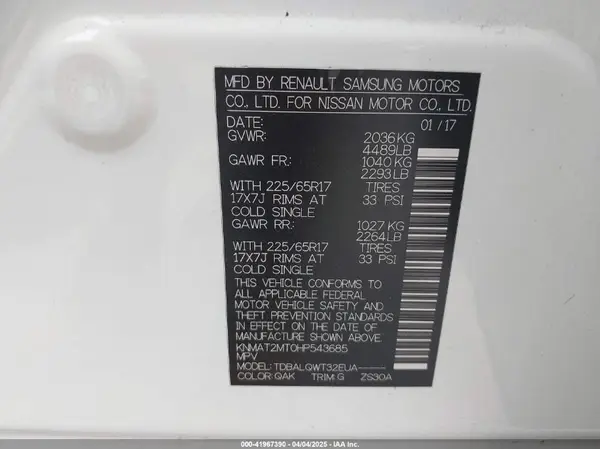 MFD BY RENAULT SAMSUNG MOTORS
CO., LTD. FOR NISSAN MOTOR CO., LTD.
DATE: 01/17
GVWR: 2036KG
4489LB
GAWR FR: 1040KG
2293LB
WITH 225/65R17 TIRES
17X7J RIMS AT 33 PSI
COLD SINGLE
GAWR RR: 1027 KG
2264LB
WITH 225/65R17 TIRES
17X7J RIMS AT 33 PSI
COLD SINGLE
THIS VEHICLE CONFORMS TO
ALL APPLICABLE FEDERAL
MOTOR VEHICLE SAFETY AND
THEFT PREVENTION STANDARDS
IN EFFECT ON THE DATE OF
MANUFACTURE SHOWN ABOVE.
KNMAT2MT0HP543685
MPV
MODEL: TDBALQWT32EUA------
COLOR: QAK TRIM: G ZS30A
000-41967390 - 04/04/2025 - IAA Inc.